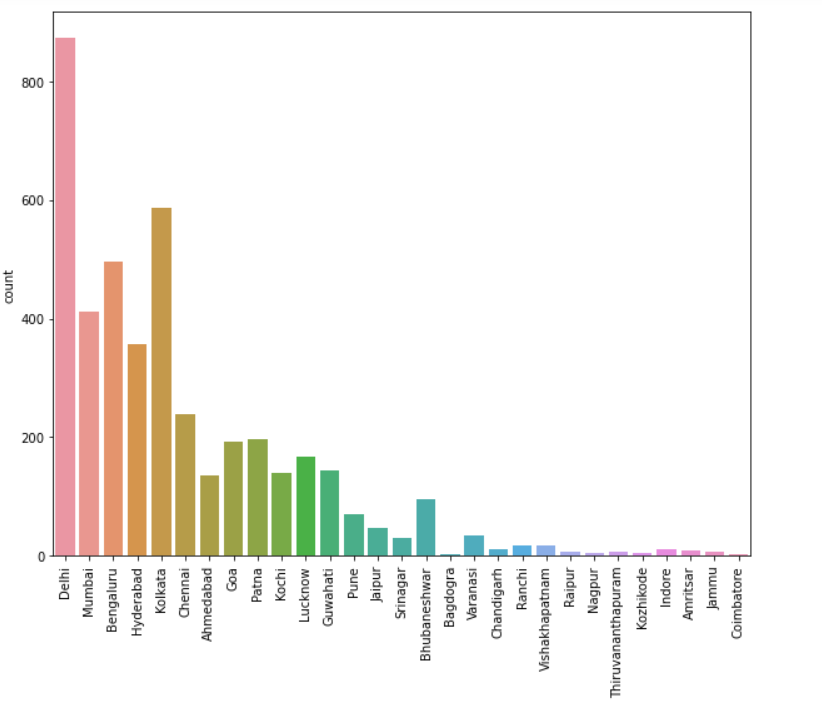 800
600
400
200
0
count
Delhi
Mumbai
Bengaluru
Hyderabad
Kolkata
Chennai
Ahmedabad
Goa
Patna
Kochi
Lucknow
Guwahati
Pune
Jaipur
Srinagar
Bhubaneshwar
Bagdogra
Varanasi
Chandigarh
Ranchi
Vishakhapatnam
Raipur
Nagpur
Thiruvananthapuram
Kozhikode
Indore
Amritsar
Jammu
Coimbatore